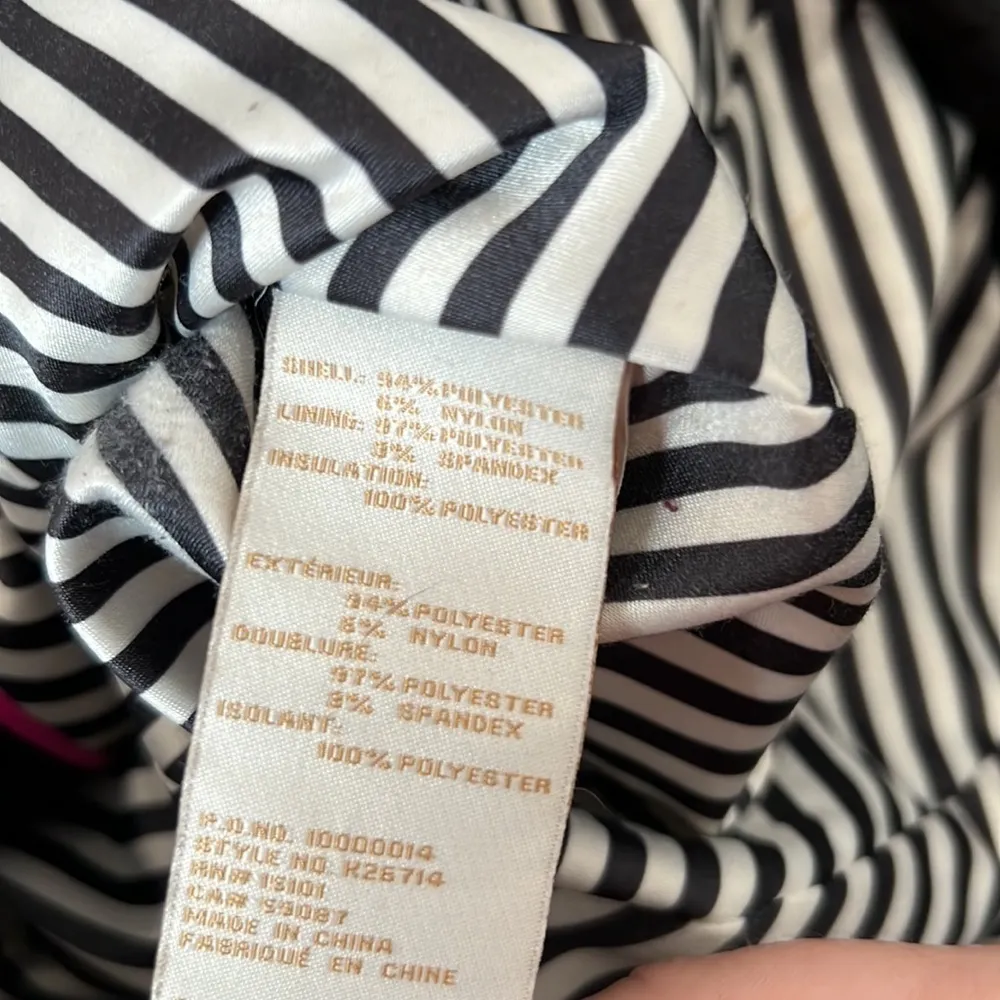 SHELL: 94% POLYESTER
6% NYLON
LINING: 97% POLYESTER
3% SPANDEX
INSULATION:
100% POLYESTER
EXTÉRIEUR:
94% POLYESTER
6% NYLON
DOUBLURE:
97% POLYESTER
3% SPANDEX
ISOLANT:
100% POLYESTER
P.O.NO. 10000014
STYLE NO K26714
RN# 13101
CA# 59087
MADE IN CHINA
FABRIQUÉ EN CHINE